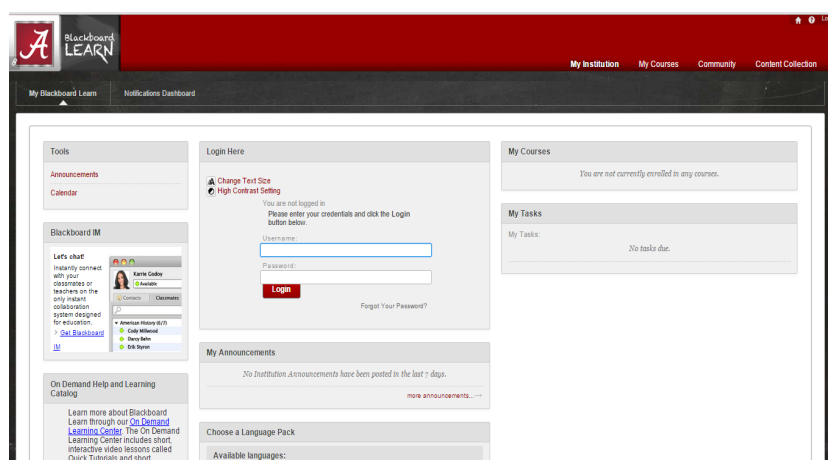 A
Blackboard
LEARN
My Institution
My Courses
Community
Content Collection
My Blackboard Learn
Notifications Dashboard
Tools
Announcements
Calendar
Blackboard IM
Let's chat!
Instantly connect
with your
classmates or
teachers on the
only instant
collaboration
system designed
for education.
> Get Blackboard
IM
Karrie Godoy
Available
Contacts
Classmates
American History (6/7)
Cody Millwood
Darcy Behn
Erik Styron
On Demand Help and Learning
Catalog
Learn more about Blackboard
Learn through our On Demand
Learning Center. The On Demand
Learning Center includes short,
interactive video lessons called
Quick Tutorials and short
Login Here
Change Text Size
High Contrast Setting
You are not logged in
Please enter your credentials and click the Login
button below.
Username:
Password:
Login
Forgot Your Password?
My Announcements
No Institution Announcements have been posted in the last 7 days.
more announcements...→
Choose a Language Pack
Available languages:
My Courses
You are not currently enrolled in any courses.
My Tasks
My Tasks:
No tasks due.